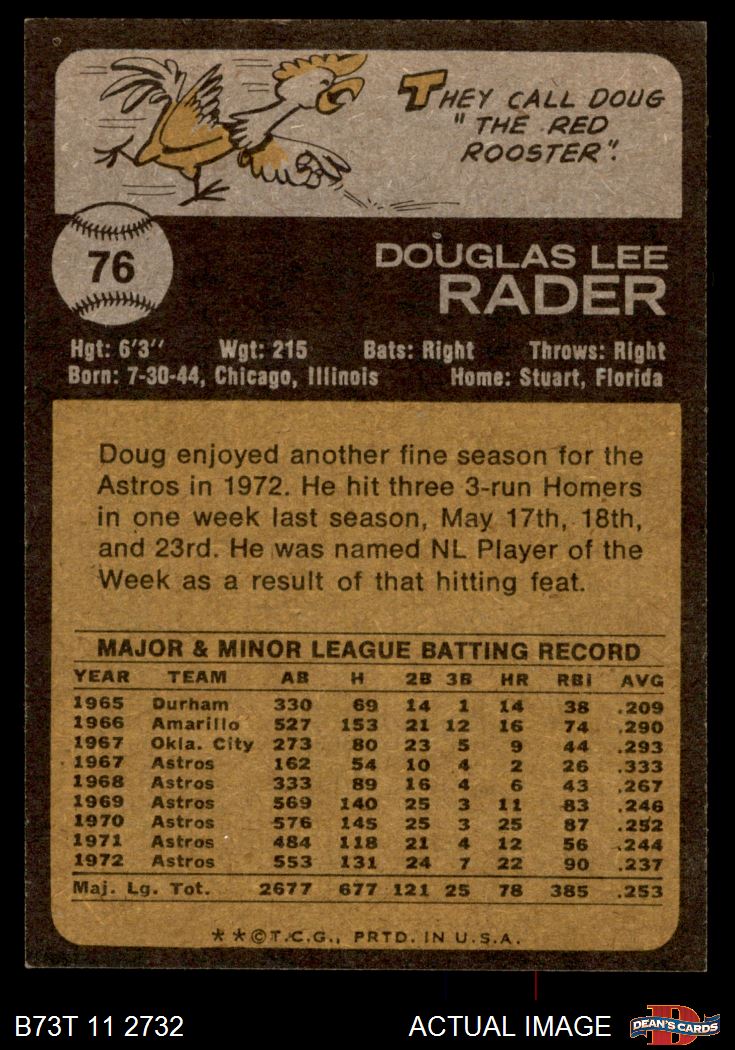 THEY CALL DOUG
"THE RED
ROOSTER".
76
DOUGLAS LEE
RADER
Hgt: 6'3" Wgt: 215 Bats: Right Throws: Right
Born: 7-30-44, Chicago, Illinois Home: Stuart, Florida
Doug enjoyed another fine season for the
Astros in 1972. He hit three 3-run Homers
in one week last season, May 17th, 18th,
and 23rd. He was named NL Player of the
Week as a result of that hitting feat.
MAJOR & MINOR LEAGUE BATTING RECORD
YEAR TEAM AB H 2B 3B HR RBI AVG
1965 Durham 330 69 14 1 14 38 .209
1966 Amarillo 527 153 21 12 16 74 .290
1967 Okla. City 273 80 23 5 9 44 .293
1967 Astros 162 54 10 4 2 26 .333
1968 Astros 333 89 16 4 6 43 .267
1969 Astros 569 140 25 3 11 83 .246
1970 Astros 576 145 25 3 25 87 .252
1971 Astros 484 118 21 4 12 56 .244
1972 Astros 553 131 24 7 22 90 .237
Maj. Lg. Tot. 2677 677 121 25 78 385 .253
**©T.C.G., PRTD. IN U.S.A.
B73T 11 2732 ACTUAL IMAGE D DEAN'S CARDS